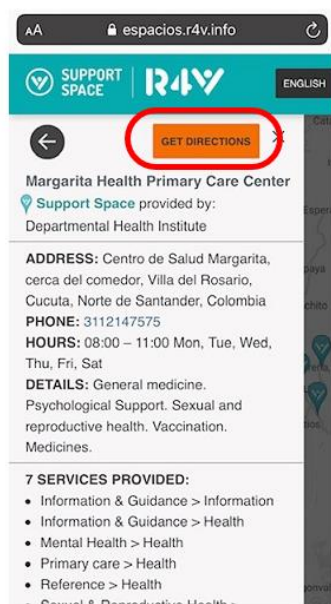 AA espacios.r4v.info
SUPPORT
SPACE
R4V
ENGLISH
GET DIRECTIONS
Margarita Health Primary Care Center
Support Space provided by:
Departmental Health Institute
ADDRESS: Centro de Salud Margarita,
cerca del comedor, Villa del Rosario,
Cucuta, Norte de Santander, Colombia
PHONE: 3112147575
HOURS: 08:00 – 11:00 Mon, Tue, Wed,
Thu, Fri, Sat
DETAILS: General medicine.
Psychological Support. Sexual and
reproductive health. Vaccination.
Medicines.
7 SERVICES PROVIDED:
• Information & Guidance > Information
• Information & Guidance > Health
• Mental Health > Health
• Primary care > Health
• Reference > Health
• Sexual & Reproductive Health >